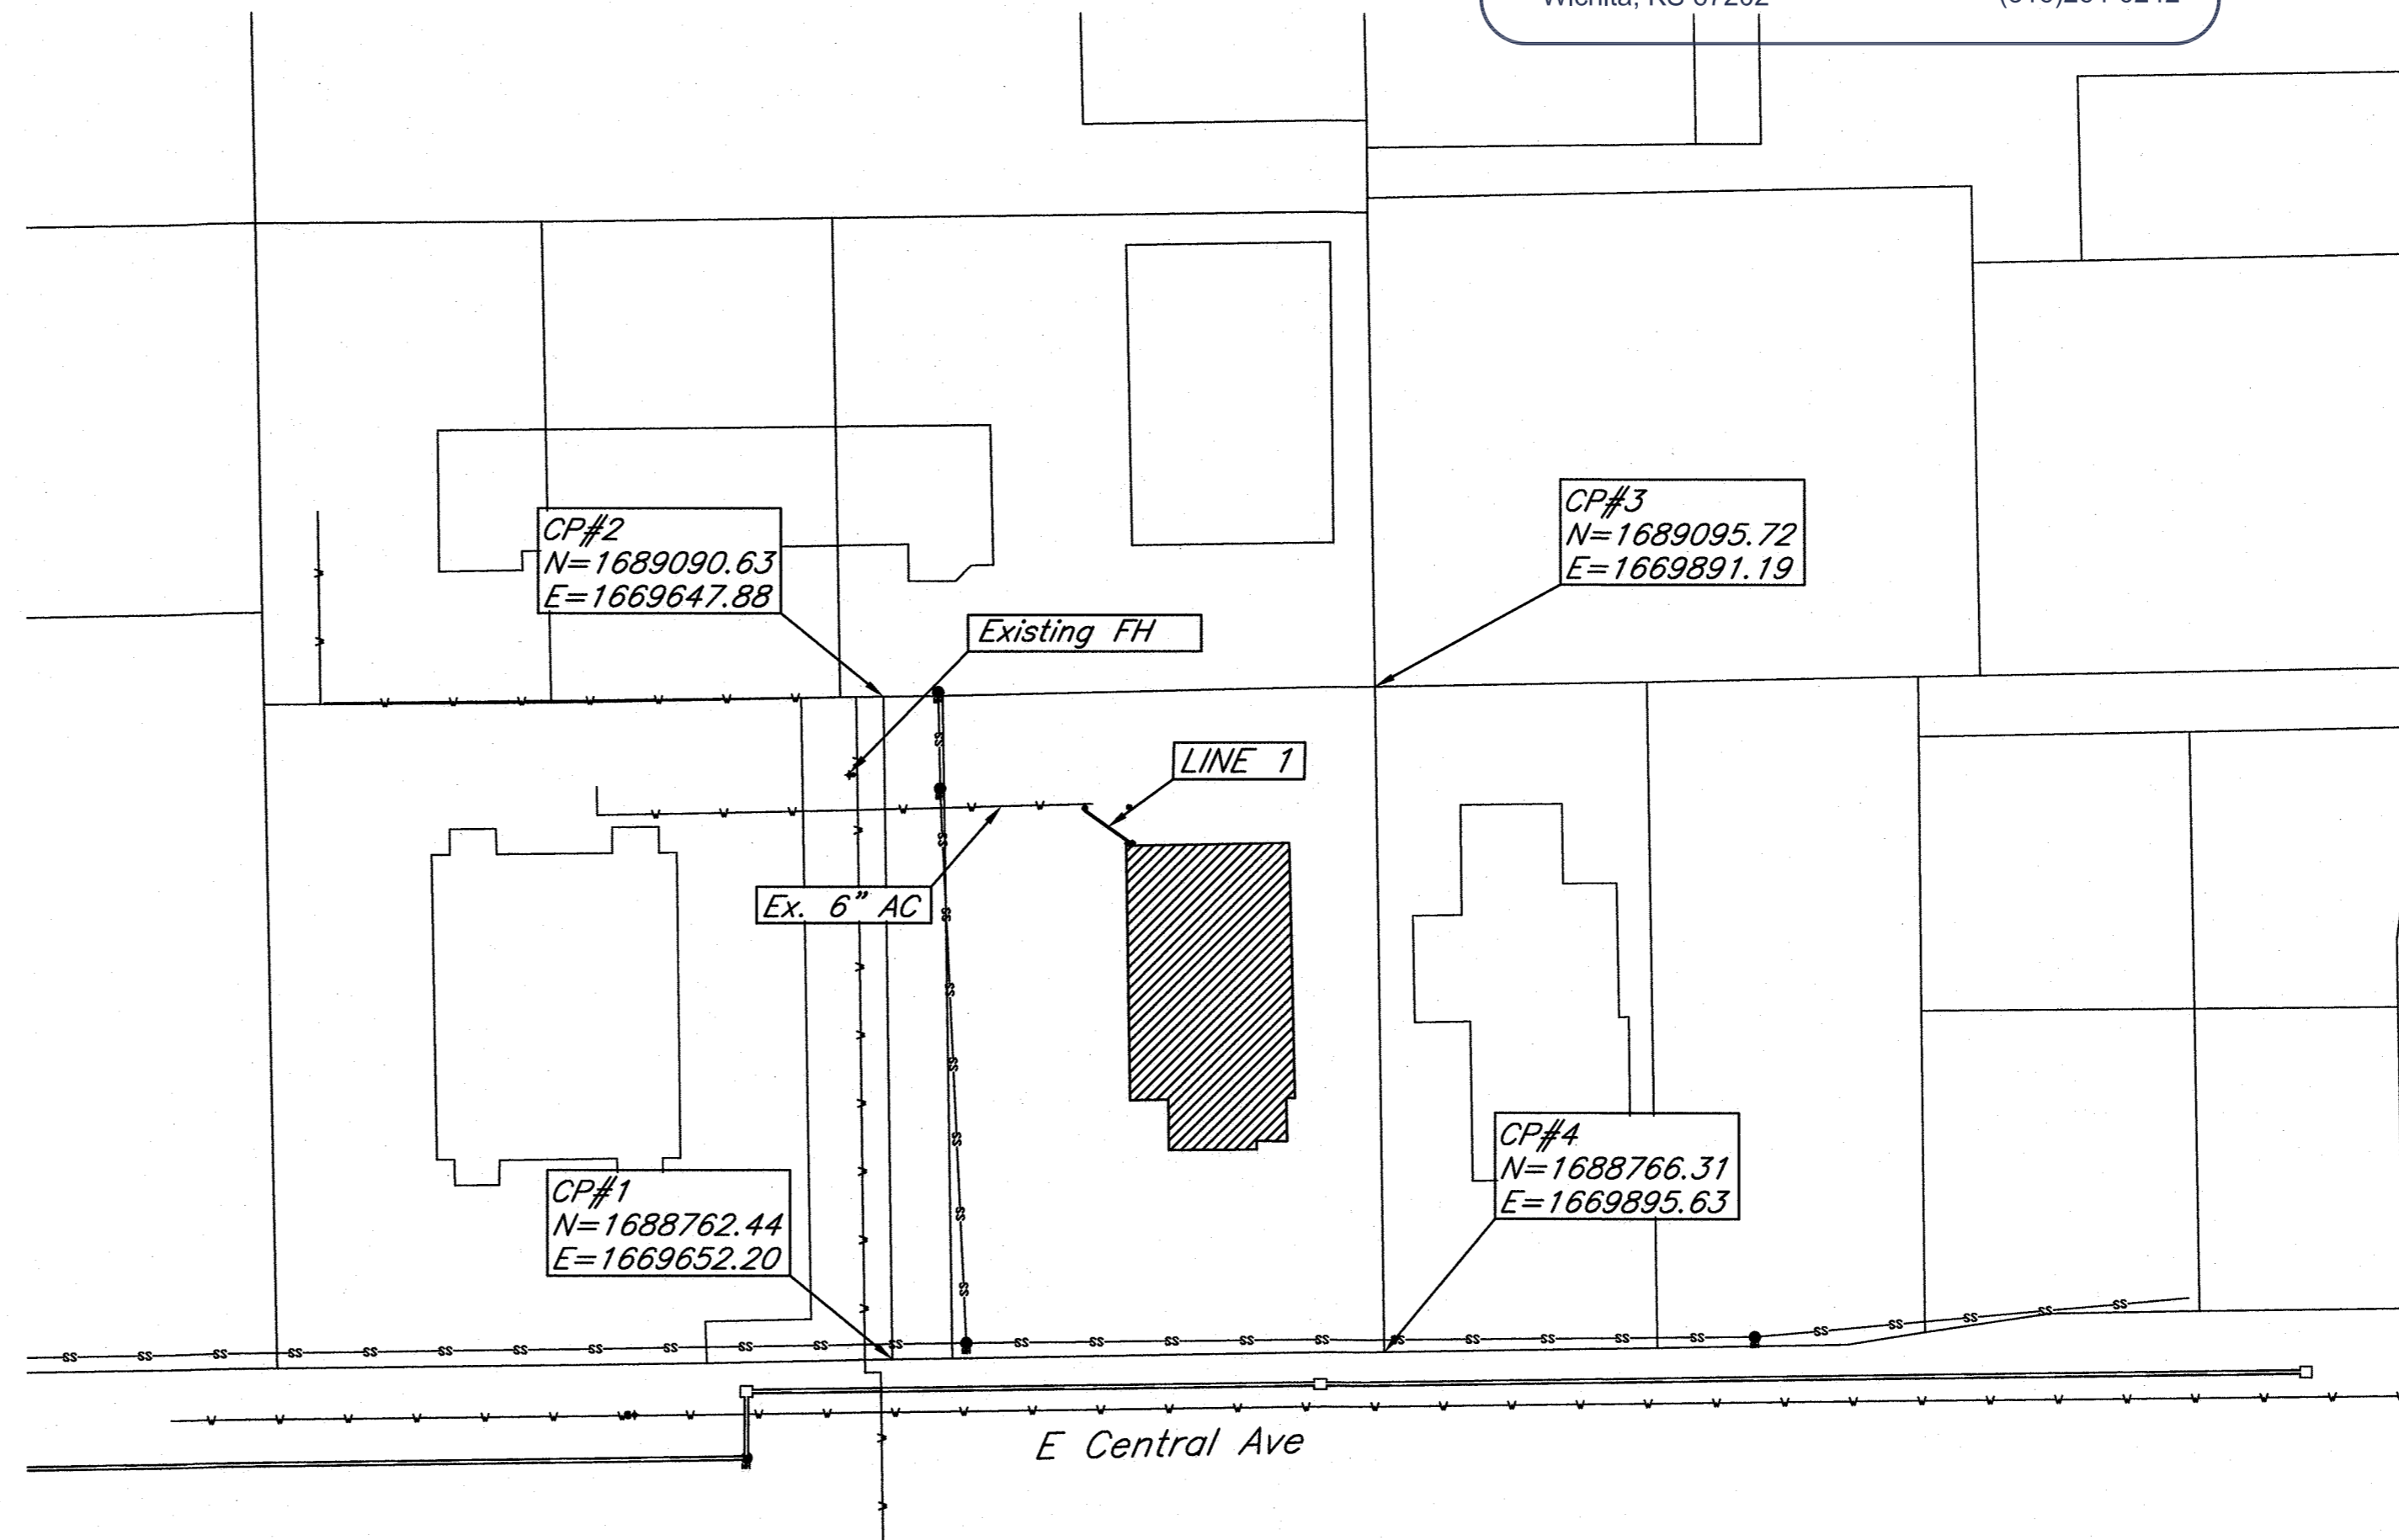 CP#3
N=1689095.72
E=1669891.19
CP#2
N=1689090.63
E=1669647.88
Existing FH
LINE 1
Ex. 6" AC
CP#4
N=1688766.31
E=1669895.63
CP#1
N=1688762.44
E=1669652.20
E Central Ave